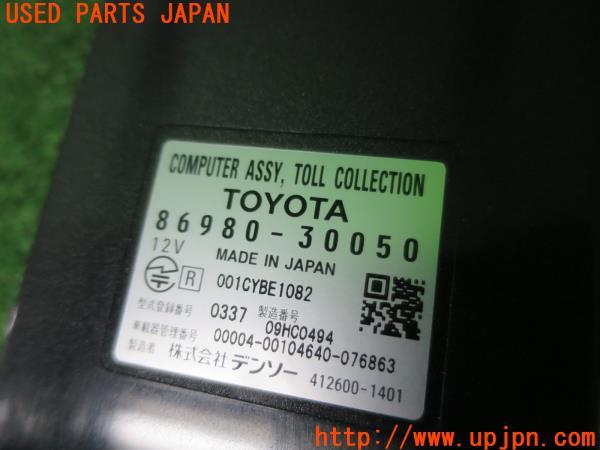 USED PARTS JAPAN
COMPUTER ASSY, TOLL COLLECTION
TOYOTA
86980-30050
12V
MADE IN JAPAN
R 001CYBE1082
型式登録番号 0337 製造番号 09HC0494
車載器管理番号 00004-00104640-076863
製造者 株式会社 デンソー 412600-1401
http://www.upjpn.com/